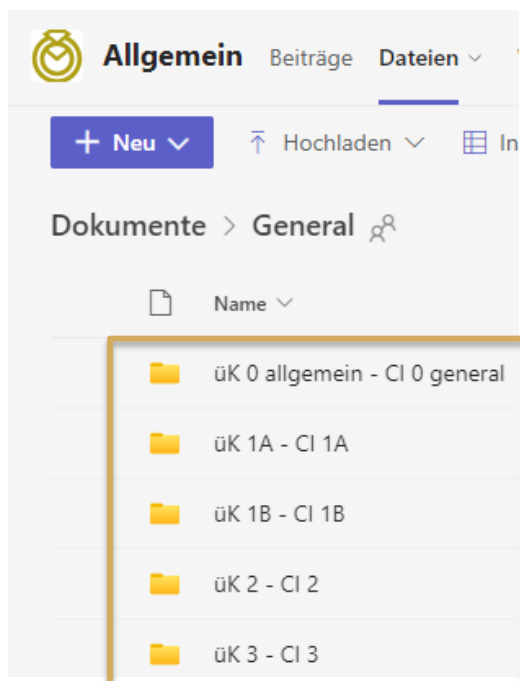 Allgemein Beiträge Dateien
Neu Hochladen In
Dokumente > General
Name
üK 0 allgemein - CI 0 general
üK 1A - CI 1A
üK 1B - CI 1B
üK 2 - CI 2
üK 3 - CI 3